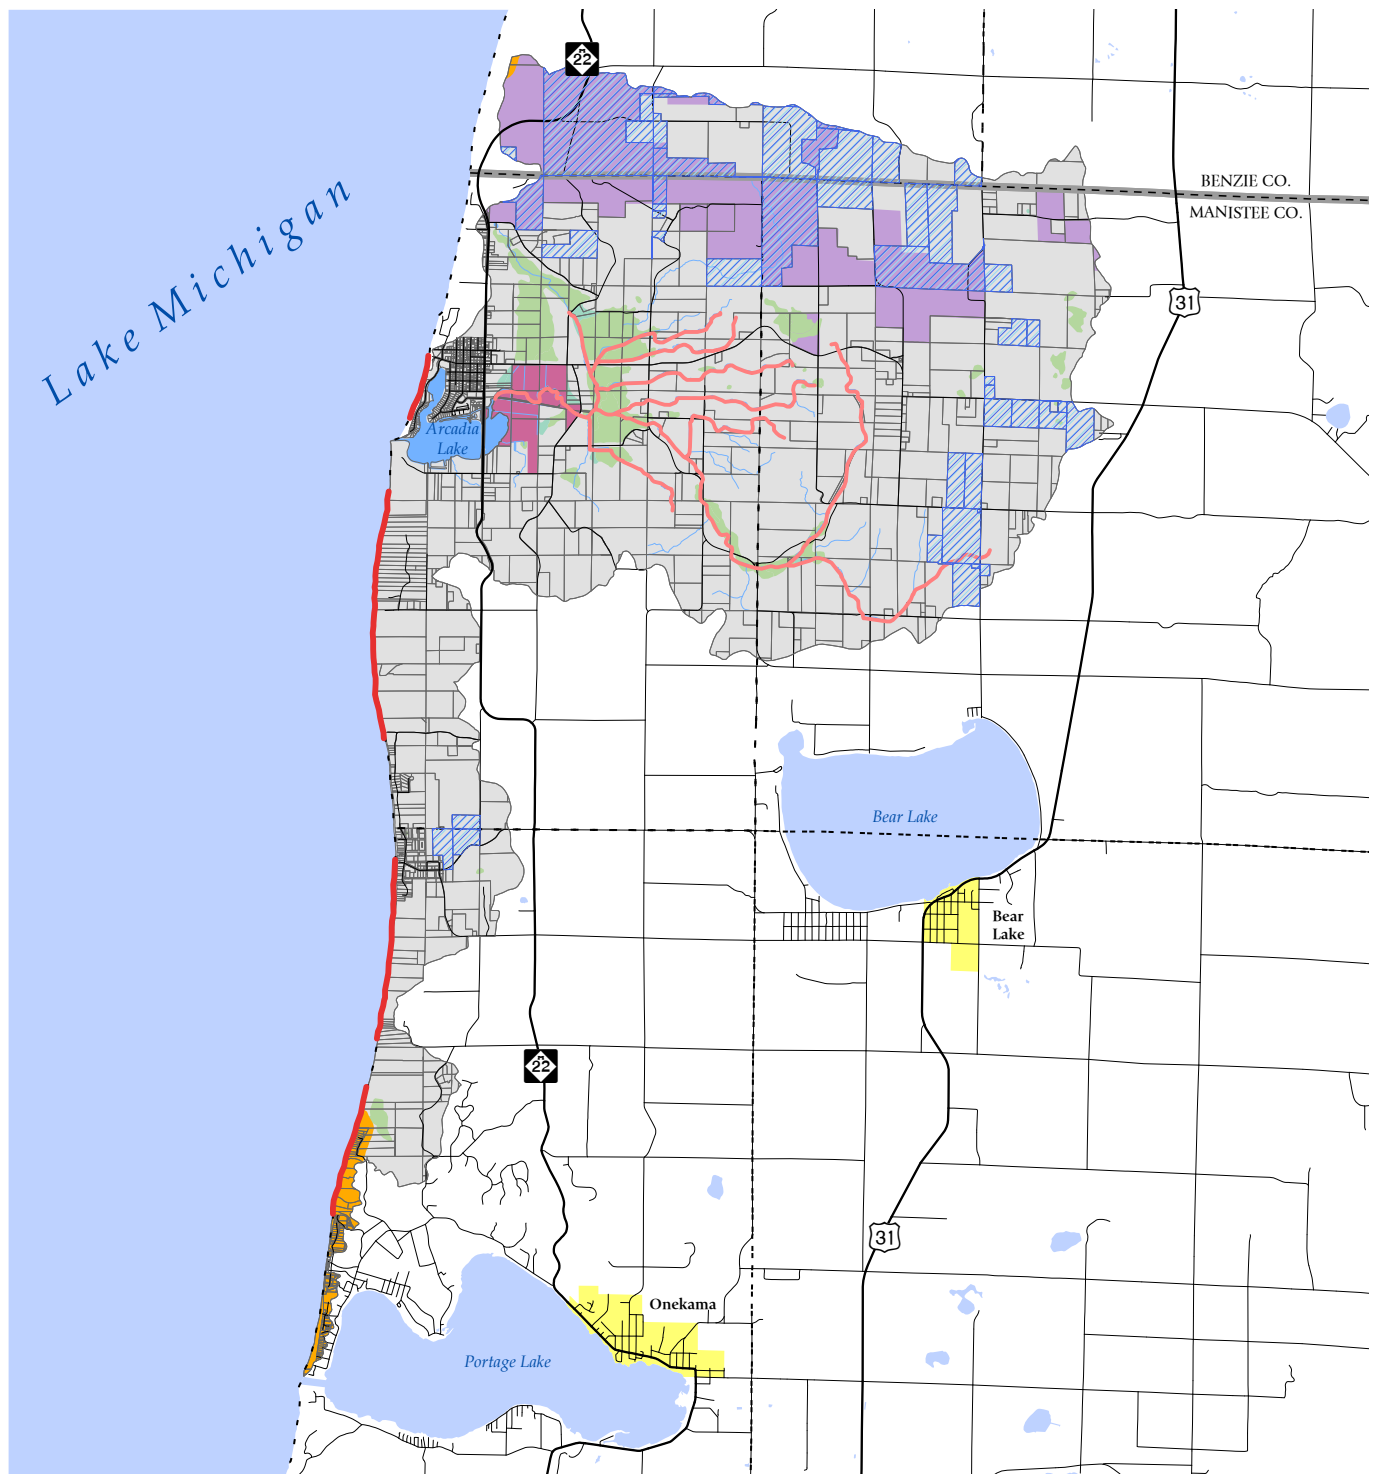 M
22
BENZIE CO.
MANISTEE CO.
Lake Michigan
31
Arcadia
Lake
Bear Lake
Bear
Lake
M
22
31
Onekama
Portage Lake